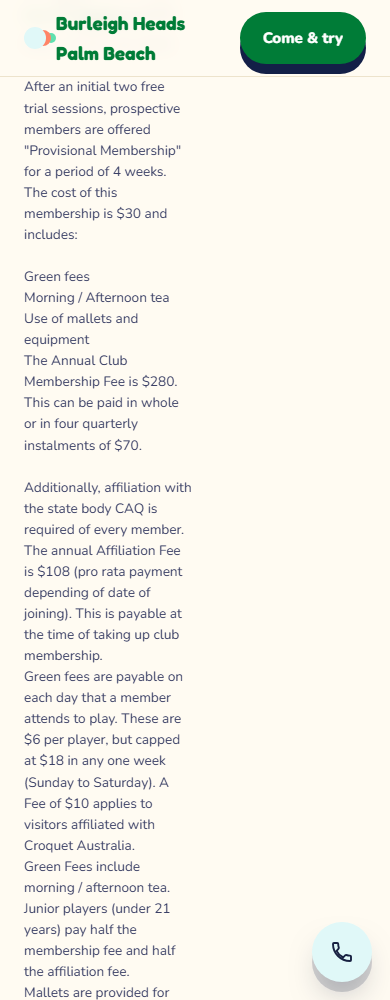 Burleigh Heads
Palm Beach
Come & try
After an initial two free
trial sessions, prospective
members are offered
"Provisional Membership"
for a period of 4 weeks.
The cost of this
membership is $30 and
includes:
Green fees
Morning / Afternoon tea
Use of mallets and
equipment
The Annual Club
Membership Fee is $280.
This can be paid in whole
or in four quarterly
instalments of $70.
Additionally, affiliation with
the state body CAQ is
required of every member.
The annual Affiliation Fee
is $108 (pro rata payment
depending of date of
joining). This is payable at
the time of taking up club
membership.
Green fees are payable on
each day that a member
attends to play. These are
$6 per player, but capped
at $18 in any one week
(Sunday to Saturday). A
Fee of $10 applies to
visitors affiliated with
Croquet Australia.
Green Fees include
morning / afternoon tea.
Junior players (under 21
years) pay half the
membership fee and half
the affiliation fee.
Mallets are provided for